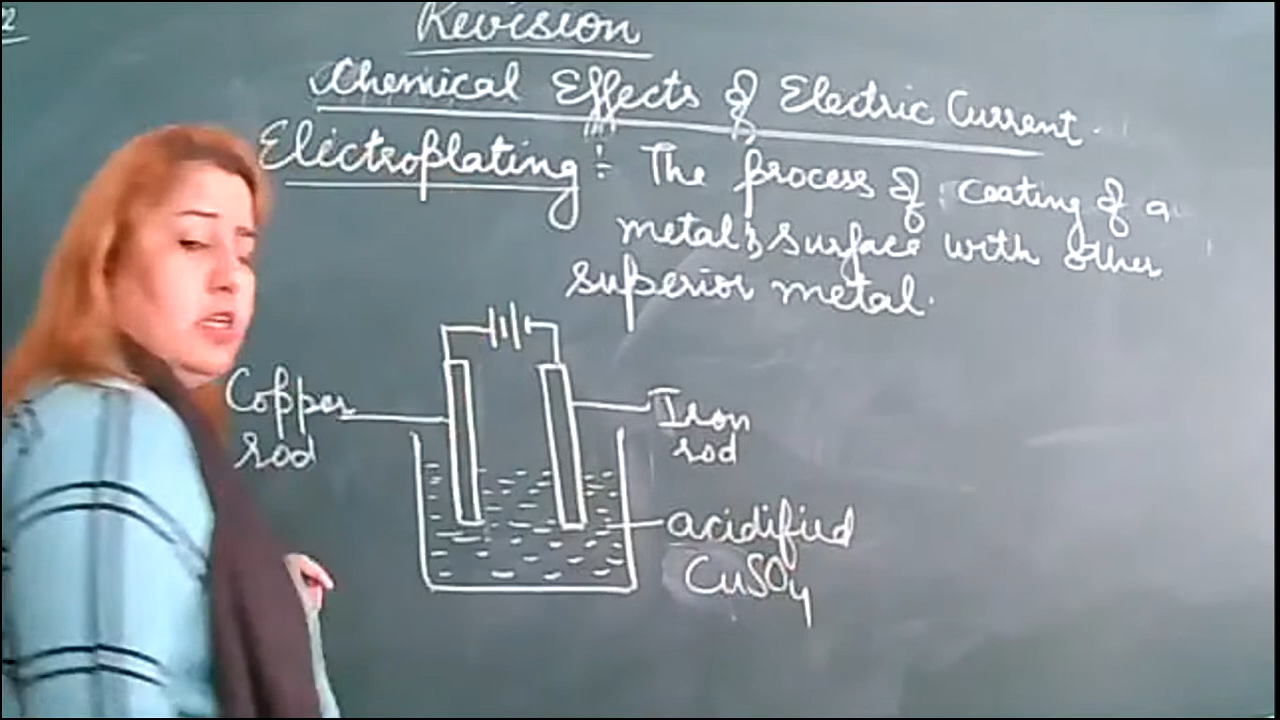 Revision
Chemical Effects of Electric Current.
Electroplating :- The process of coating of a
metal's surface with other
superior metal.
Copper
rod
Iron
rod
acidified
CuSO4